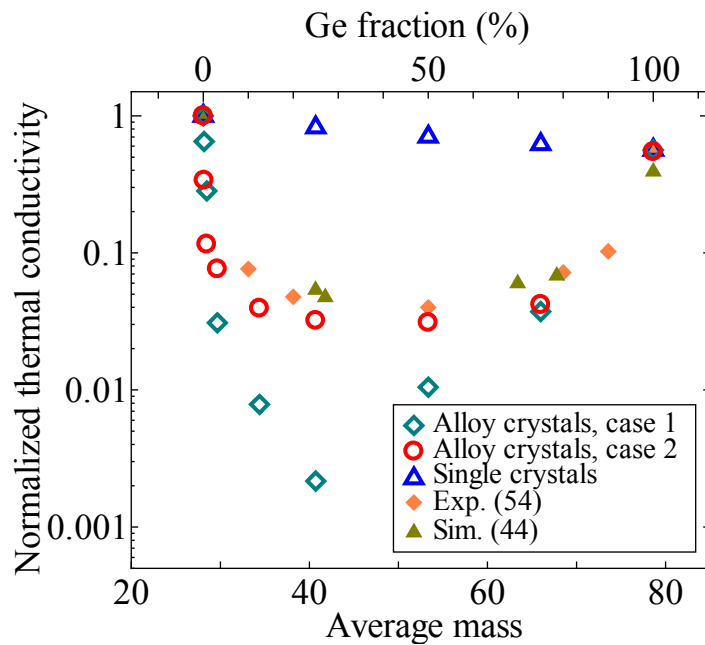 Ge fraction (%)
0 50 100
Normalized thermal conductivity
1
0.1
0.01
0.001
Alloy crystals, case 1
Alloy crystals, case 2
Single crystals
Exp. (54)
Sim. (44)
20 40 60 80
Average mass